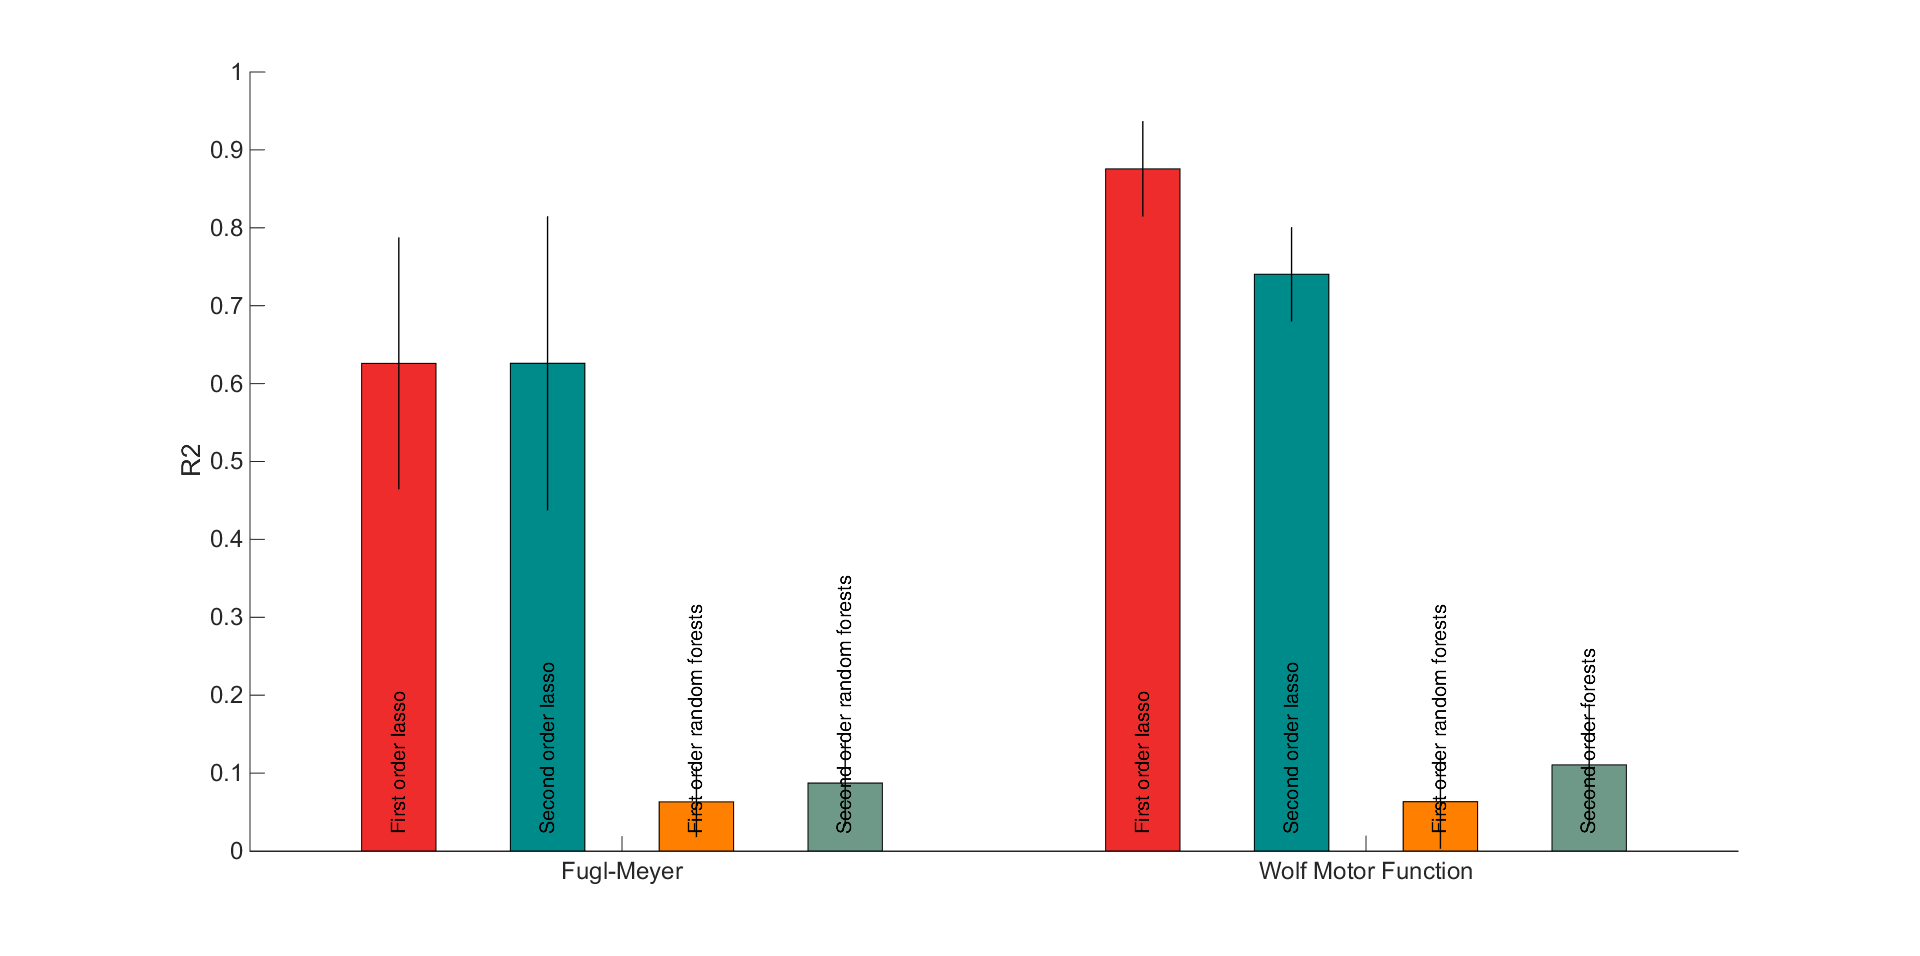 1
0.9
0.8
0.7
0.6
0.5
0.4
0.3
0.2
0.1
0
R2
First order lasso
Second order lasso
First order random forests
Second order random forests
First order lasso
Second order lasso
First order random forests
Second order forests
Fugl-Meyer
Wolf Motor Function